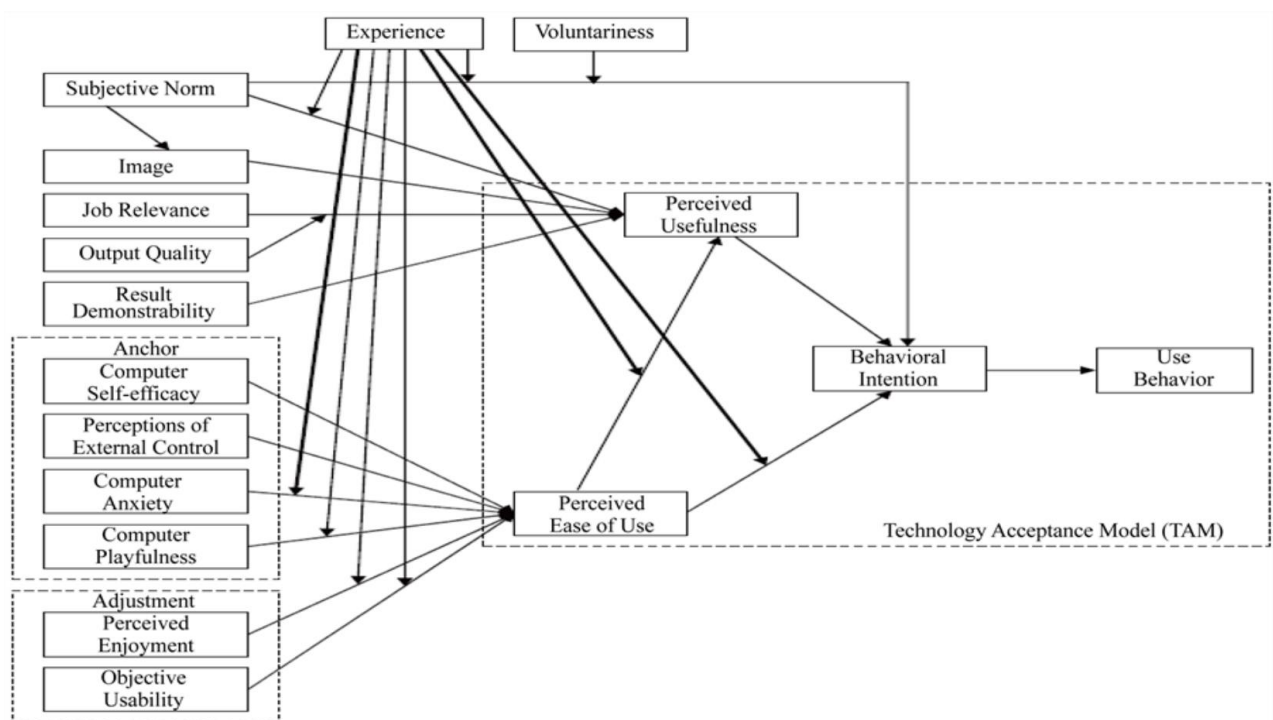 Experience
Voluntariness
Subjective Norm
Image
Job Relevance
Output Quality
Result
Demonstrability
Anchor
Computer
Self-efficacy
Perceptions of
External Control
Computer
Anxiety
Computer
Playfulness
Adjustment
Perceived
Enjoyment
Objective
Usability
Perceived
Usefulness
Perceived
Ease of Use
Behavioral
Intention
Use
Behavior
Technology Acceptance Model (TAM)